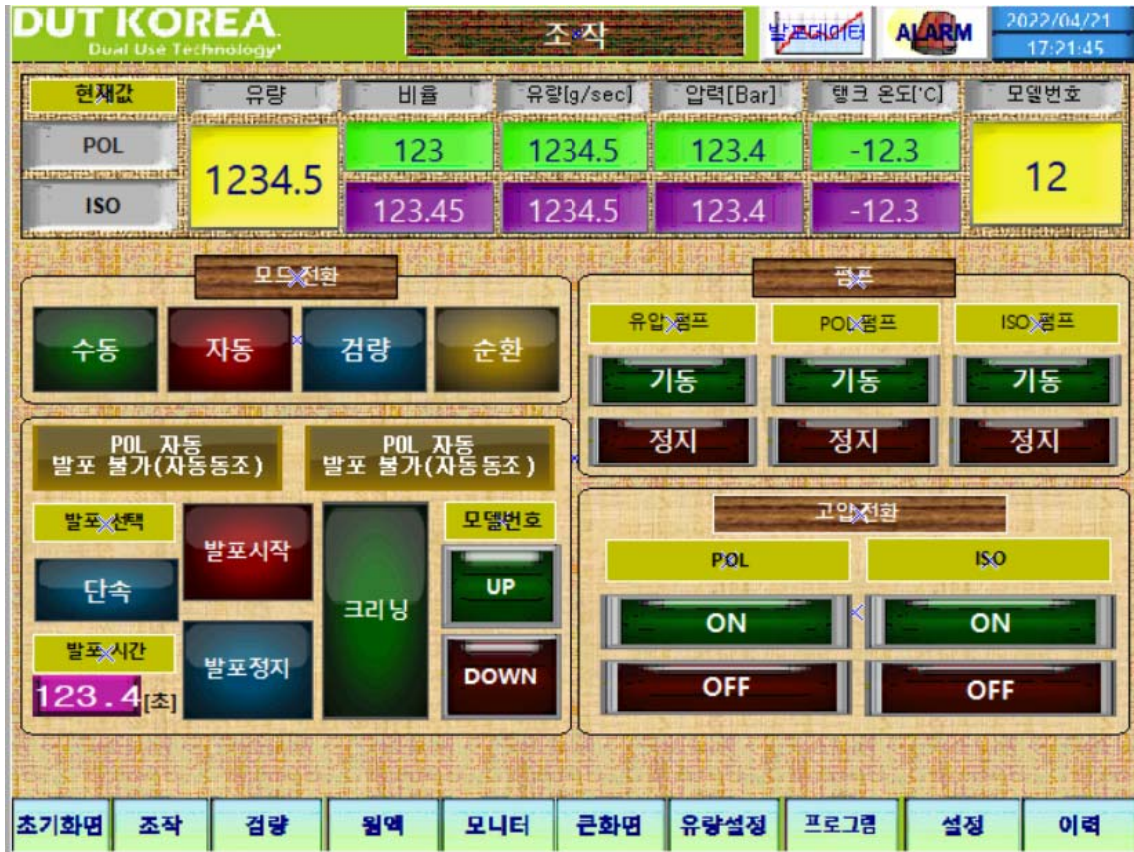 DUT KOREA
Dual Use Technology
조작
발포데이터
ALARM
2022/04/21
17:21:45
현재값
유량
비율
유량[g/sec]
압력[Bar]
탱크 온도['C]
모델번호
POL
1234.5
123
1234.5
123.4
-12.3
12
ISO
123.45
1234.5
123.4
-12.3
모드전환
수동
자동
검량
순환
POL 자동
발포 불가(자동동조)
POL 자동
발포 불가(자동동조)
발포 선택
단속
발포 시간
123.4[초]
발포시작
발포정지
크리닝
모델번호
UP
DOWN
펌프
유압 펌프
POL펌프
ISO 펌프
기동
기동
기동
정지
정지
정지
고압전환
POL
ISO
ON
ON
OFF
OFF
초기화면
조작
검량
원액
모니터
큰화면
유량설정
프로그램
설정
이력